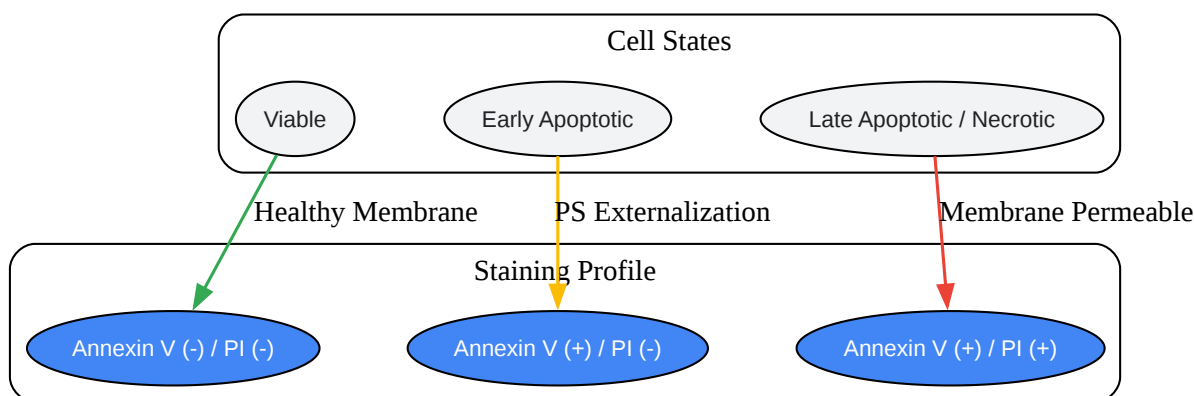 Cell States
Viable
Early Apoptotic
Late Apoptotic / Necrotic
Healthy Membrane
PS Externalization
Membrane Permeable
Staining Profile
Annexin V (-) / PI (-)
Annexin V (+) / PI (-)
Annexin V (+) / PI (+)